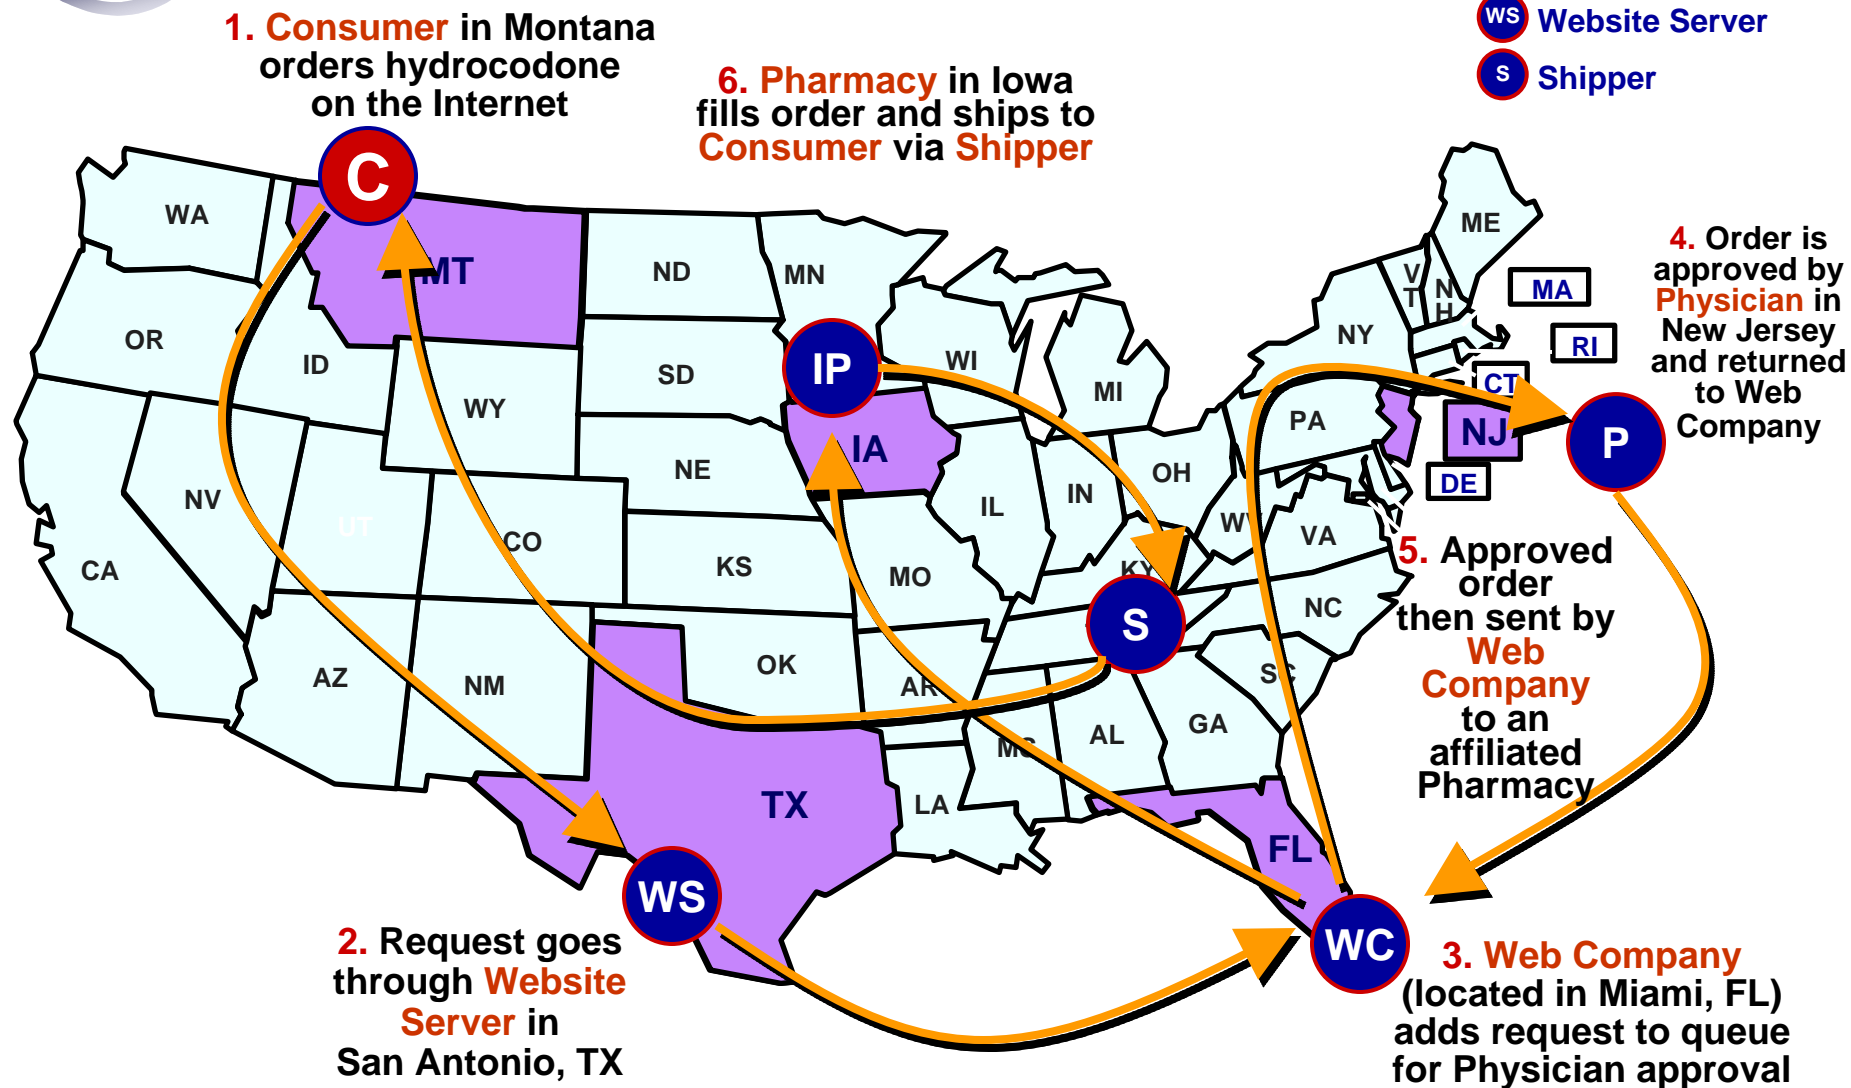 WS Website Server
S Shipper
1. Consumer in Montana
orders hydrocodone
on the Internet
6. Pharmacy in Iowa
fills order and ships to
Consumer via Shipper
4. Order is
approved by
Physician in
New Jersey
and returned
to Web
Company
C
WA
MT
ND
MN
ME
V
T
N
H
MA
OR
ID
SD
IP
WI
NY
RI
MI
CT
WY
PA
NJ
P
IA
NE
OH
DE
NV
UT
CO
IL
IN
WV
VA
CA
KS
MO
KY
5. Approved
order
then sent by
Web
Company
to an
affiliated
Pharmacy
S
NC
AZ
NM
OK
AR
SC
MS
AL
GA
TX
LA
FL
WS
WC
2. Request goes
through Website
Server in
San Antonio, TX
3. Web Company
(located in Miami, FL)
adds request to queue
for Physician approval